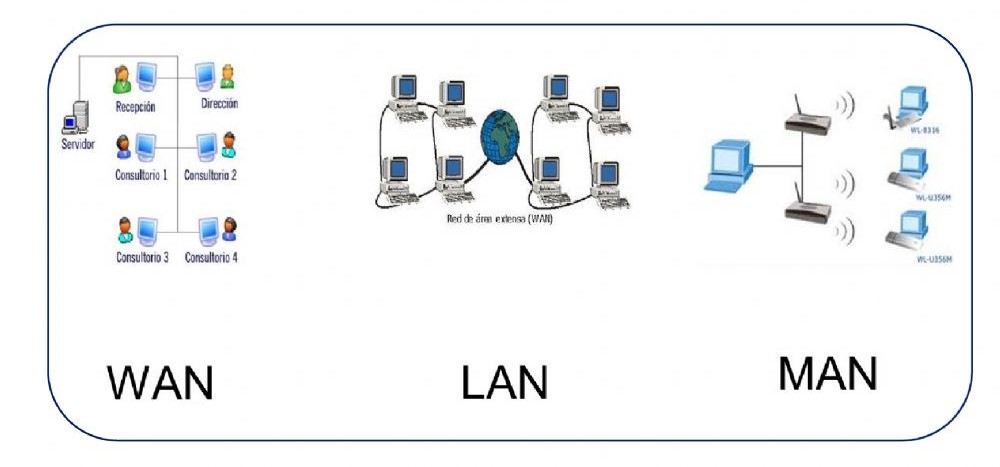 Recepción
Dirección
Servidor
Consultorio 1
Consultorio 2
Consultorio 3
Consultorio 4
Red de área extensa (WAN)
WL-8316
WL-U356M
WL-U356M
WAN
LAN
MAN